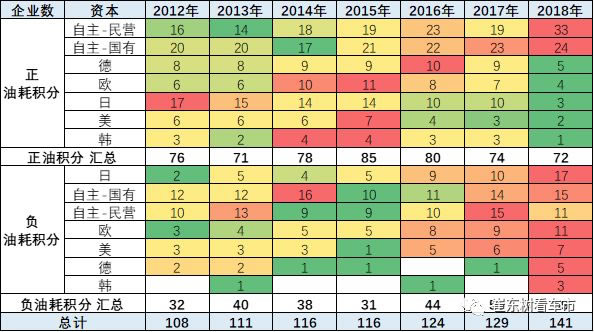 企业数 资本 2012年 2013年 2014年 2015年 2016年 2017年 2018年
正油耗积分 自主-民营 16 14 18 19 23 19 33
自主-国有 20 20 17 21 22 23 24
德 8 8 9 9 10 9 5
欧 6 6 10 11 8 7 4
日 17 15 14 14 10 10 3
美 6 6 6 7 4 3 2
韩 3 2 4 4 3 3 1
正油积分 汇总 76 71 78 85 80 74 72
负油耗积分 日 2 5 4 5 9 10 17
自主-国有 12 12 16 10 11 14 15
自主-民营 10 13 9 9 10 15 11
欧 3 4 5 5 8 9 11
美 3 3 3 1 5 6 7
德 2 2 1 1 1 5
韩 1 1 3
负油耗积分 汇总 32 40 38 31 44
总计 108 111 116 116 124 129 141
崔东树看车市